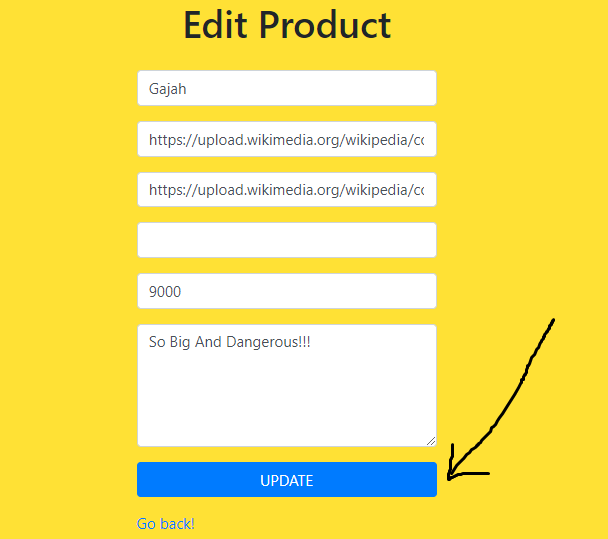 Edit Product
Gajah
https://upload.wikimedia.org/wikipedia/co
https://upload.wikimedia.org/wikipedia/co
9000
So Big And Dangerous!!!
UPDATE
Go back!